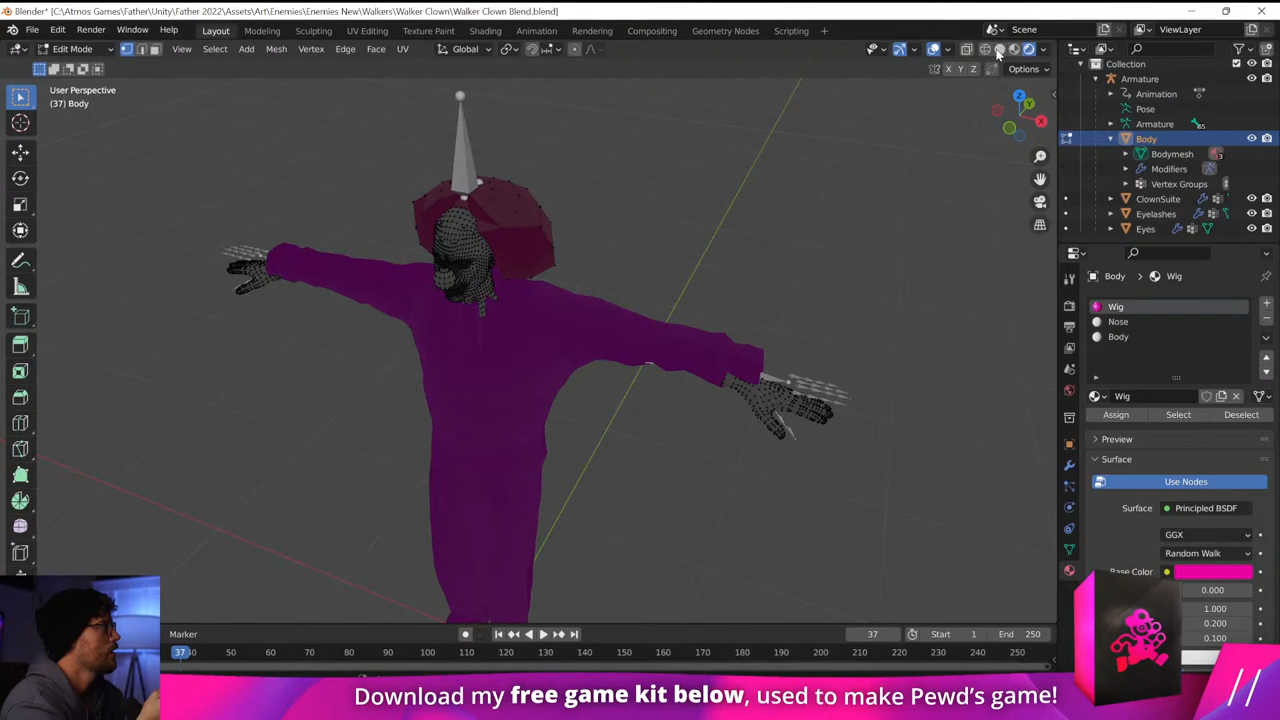 Blender* [C:\Atmos Games\Father\Unity\Father 2022\Assets\Art\Enemies\Enemies New\Walkers\Walker Clown\Walker Clown Blend.blend]
File Edit Render Window Help Layout Modeling Sculpting UV Editing Texture Paint Shading Animation Rendering Compositing Geometry Nodes Scripting + Scene ViewLayer
Edit Mode View Select Add Mesh Vertex Edge Face UV Global
X Y Z Options
User Perspective
(37) Body
Z
Y
X
Collection
Armature
Animation
Pose
Armature 65
Body
Bodymesh 3
Modifiers
Vertex Groups
ClownSuite
Eyelashes
Eyes
Body > Wig
Wig
Nose
Body
Wig
Assign Select Deselect
Preview
Surface
Use Nodes
Surface Principled BSDF
GGX
Random Walk
Base Color
0.000
1.000
0.200
0.100
Marker 37 Start 1 End 250
37 40 50 60 70 80 90 100 110 120 130 140 150 160 170 180 190 200 210 220 230 240 250
Download my free game kit below, used to make Pewd's game!
//